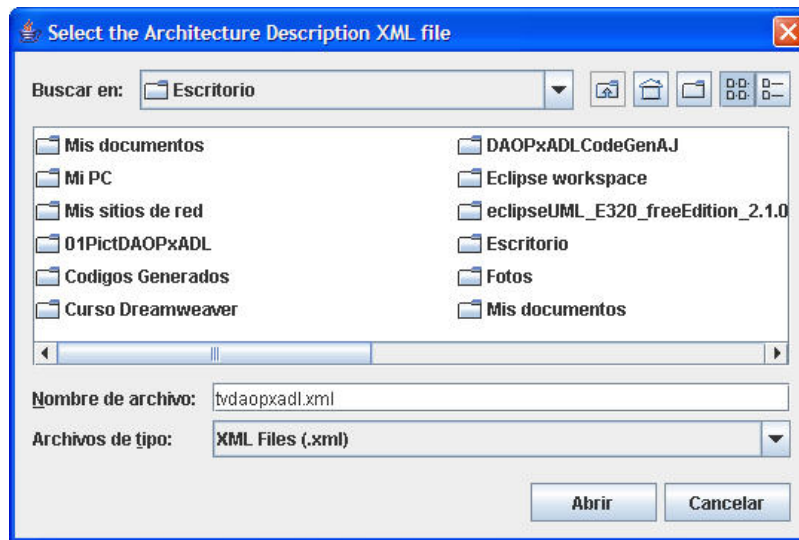 Select the Architecture Description XML file
Buscar en: Escritorio
Mis documentos
Mi PC
Mis sitios de red
01PictDAOPxADL
Codigos Generados
Curso Dreamweaver
DAOPxADLCodeGenAJ
Eclipse workspace
eclipseUML_E320_freeEdition_2.1.0
Escritorio
Fotos
Mis documentos
Nombre de archivo: tvdaopxadl.xml
Archivos de tipo: XML Files (.xml)
Abrir Cancelar